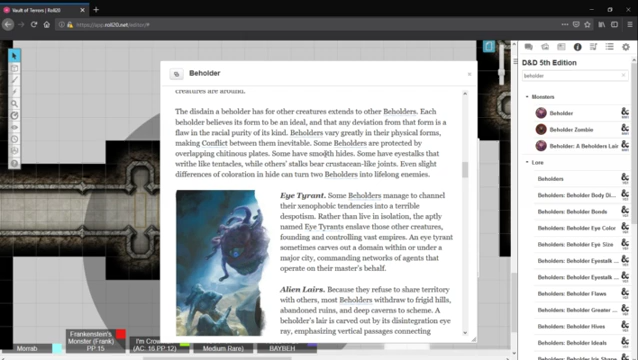 Vault of Terrors | Roll20
https://app.roll20.net/editor/#
Beholder
creatures are around.
The disdain a beholder has for other creatures extends to other Beholders. Each
beholder believes its form to be an ideal, and that any deviation from that form is a
flaw in the racial purity of its kind. Beholders vary greatly in their physical forms,
making Conflict between them inevitable. Some Beholders are protected by
overlapping chitinous plates. Some have smooth hides. Some have eyestalks that
writhe like tentacles, while others' stalks bear crustacean-like joints. Even slight
differences of coloration in hide can turn two Beholders into lifelong enemies.
Eye Tyrant. Some Beholders manage to channel
their xenophobic tendencies into a terrible
despotism. Rather than live in isolation, the aptly
named Eye Tyrants enslave those other creatures,
founding and controlling vast empires. An eye tyrant
sometimes carves out a domain within or under a
major city, commanding networks of agents that
operate on their master's behalf.
Alien Lairs. Because they refuse to share territory
with others, most Beholders withdraw to frigid hills,
abandoned ruins, and deep caverns to scheme. A
beholder's lair is carved out by its disintegration eye
ray, emphasizing vertical passages connecting
D&D 5th Edition
beholder
Monsters
Beholder
Beholder Zombie
Beholder: A Beholders Lair
Lore
Beholders
Beholders: Beholder Body Di...
Beholders: Beholder Bonds
Beholders: Beholder Eye Color
Beholders: Beholder Eye Size
Beholders: Beholder Eyestalk ...
Beholders: Beholder Eyestalk ...
Beholders: Beholder Flaws
Beholders: Beholder Greater ...
Beholders: Beholder Hives
Beholders: Beholder Ideals
Morrab
Frankenstein's
Monster (Frank)
PP:15
I'm Crow
(AC: 16,PP:12)
Medium Rare)
BAYBEH